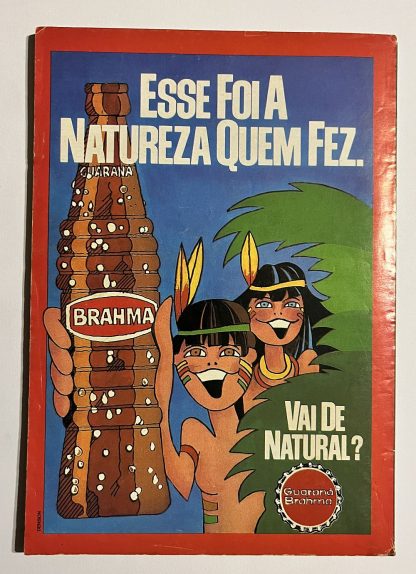 ESSE FOI A
NATUREZA QUEM FEZ.
GUARANÁ
BRAHMA
VAI DE
NATURAL?
Guaraná
Brahma